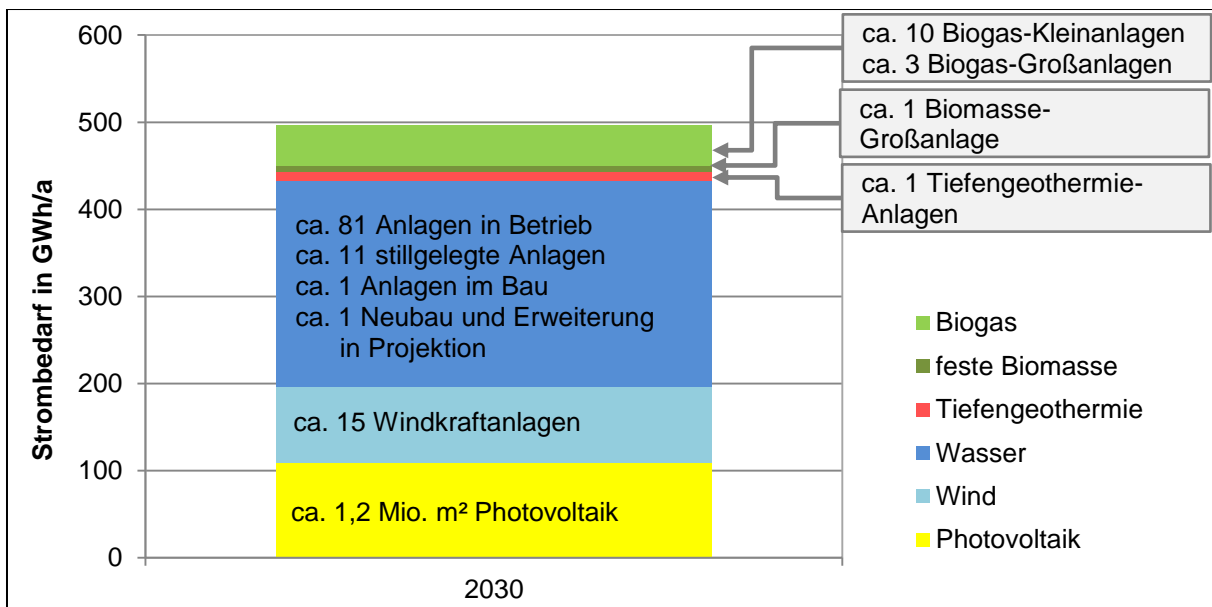 Strombedarf in GWh/a
600
500
400
300
200
100
0
2030
ca. 81 Anlagen in Betrieb
ca. 11 stillgelegte Anlagen
ca. 1 Anlagen im Bau
ca. 1 Neubau und Erweiterung
in Projektion
ca. 15 Windkraftanlagen
ca. 1,2 Mio. m² Photovoltaik
ca. 10 Biogas-Kleinanlagen
ca. 3 Biogas-Großanlagen
ca. 1 Biomasse-
Großanlage
ca. 1 Tiefengeothermie-
Anlagen
Biogas
feste Biomasse
Tiefengeothermie
Wasser
Wind
Photovoltaik